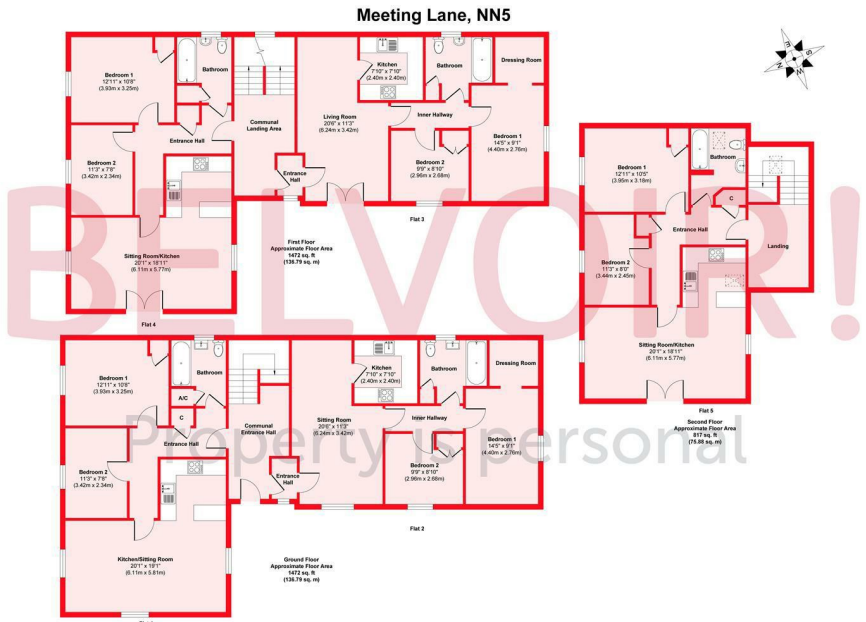 Meeting Lane, NN5
Bedroom 1
12'11" x 10'8"
(3.93m x 3.25m)
Bathroom
Bedroom 2
11'3" x 7'8"
(3.42m x 2.34m)
Entrance Hall
Sitting Room/Kitchen
20'1" x 18'11"
(6.11m x 5.77m)
Flat 4
Communal
Landing Area
Entrance
Hall
Living Room
20'6" x 11'3"
(6.24m x 3.42m)
Kitchen
7'10" x 7'10"
(2.40m x 2.40m)
Bathroom
Dressing Room
Inner Hallway
Bedroom 2
9'9" x 8'10"
(2.96m x 2.68m)
Bedroom 1
14'5" x 9'1"
(4.40m x 2.76m)
Flat 3
First Floor
Approximate Floor Area
1472 sq. ft
(136.79 sq. m)
Bedroom 1
12'11" x 10'5"
(3.95m x 3.18m)
Bathroom
C
Entrance Hall
Landing
Bedroom 2
11'3" x 8'0"
(3.44m x 2.45m)
Sitting Room/Kitchen
20'1" x 18'11"
(6.11m x 5.77m)
Flat 5
Second Floor
Approximate Floor Area
817 sq. ft
(75.88 sq. m)
BELVOIR!
Property is personal
Bedroom 1
12'11" x 10'8"
(3.93m x 3.25m)
Bathroom
A/C
C
Entrance Hall
Bedroom 2
11'3" x 7'8"
(3.42m x 2.34m)
Kitchen/Sitting Room
20'1" x 19'1"
(6.11m x 5.81m)
Communal
Entrance Hall
Entrance
Hall
Sitting Room
20'6" x 11'3"
(6.24m x 3.42m)
Kitchen
7'10" x 7'10"
(2.40m x 2.40m)
Bathroom
Dressing Room
Inner Hallway
Bedroom 2
9'9" x 8'10"
(2.96m x 2.68m)
Bedroom 1
14'5" x 9'1"
(4.40m x 2.76m)
Flat 2
Ground Floor
Approximate Floor Area
1472 sq. ft
(136.79 sq. m)